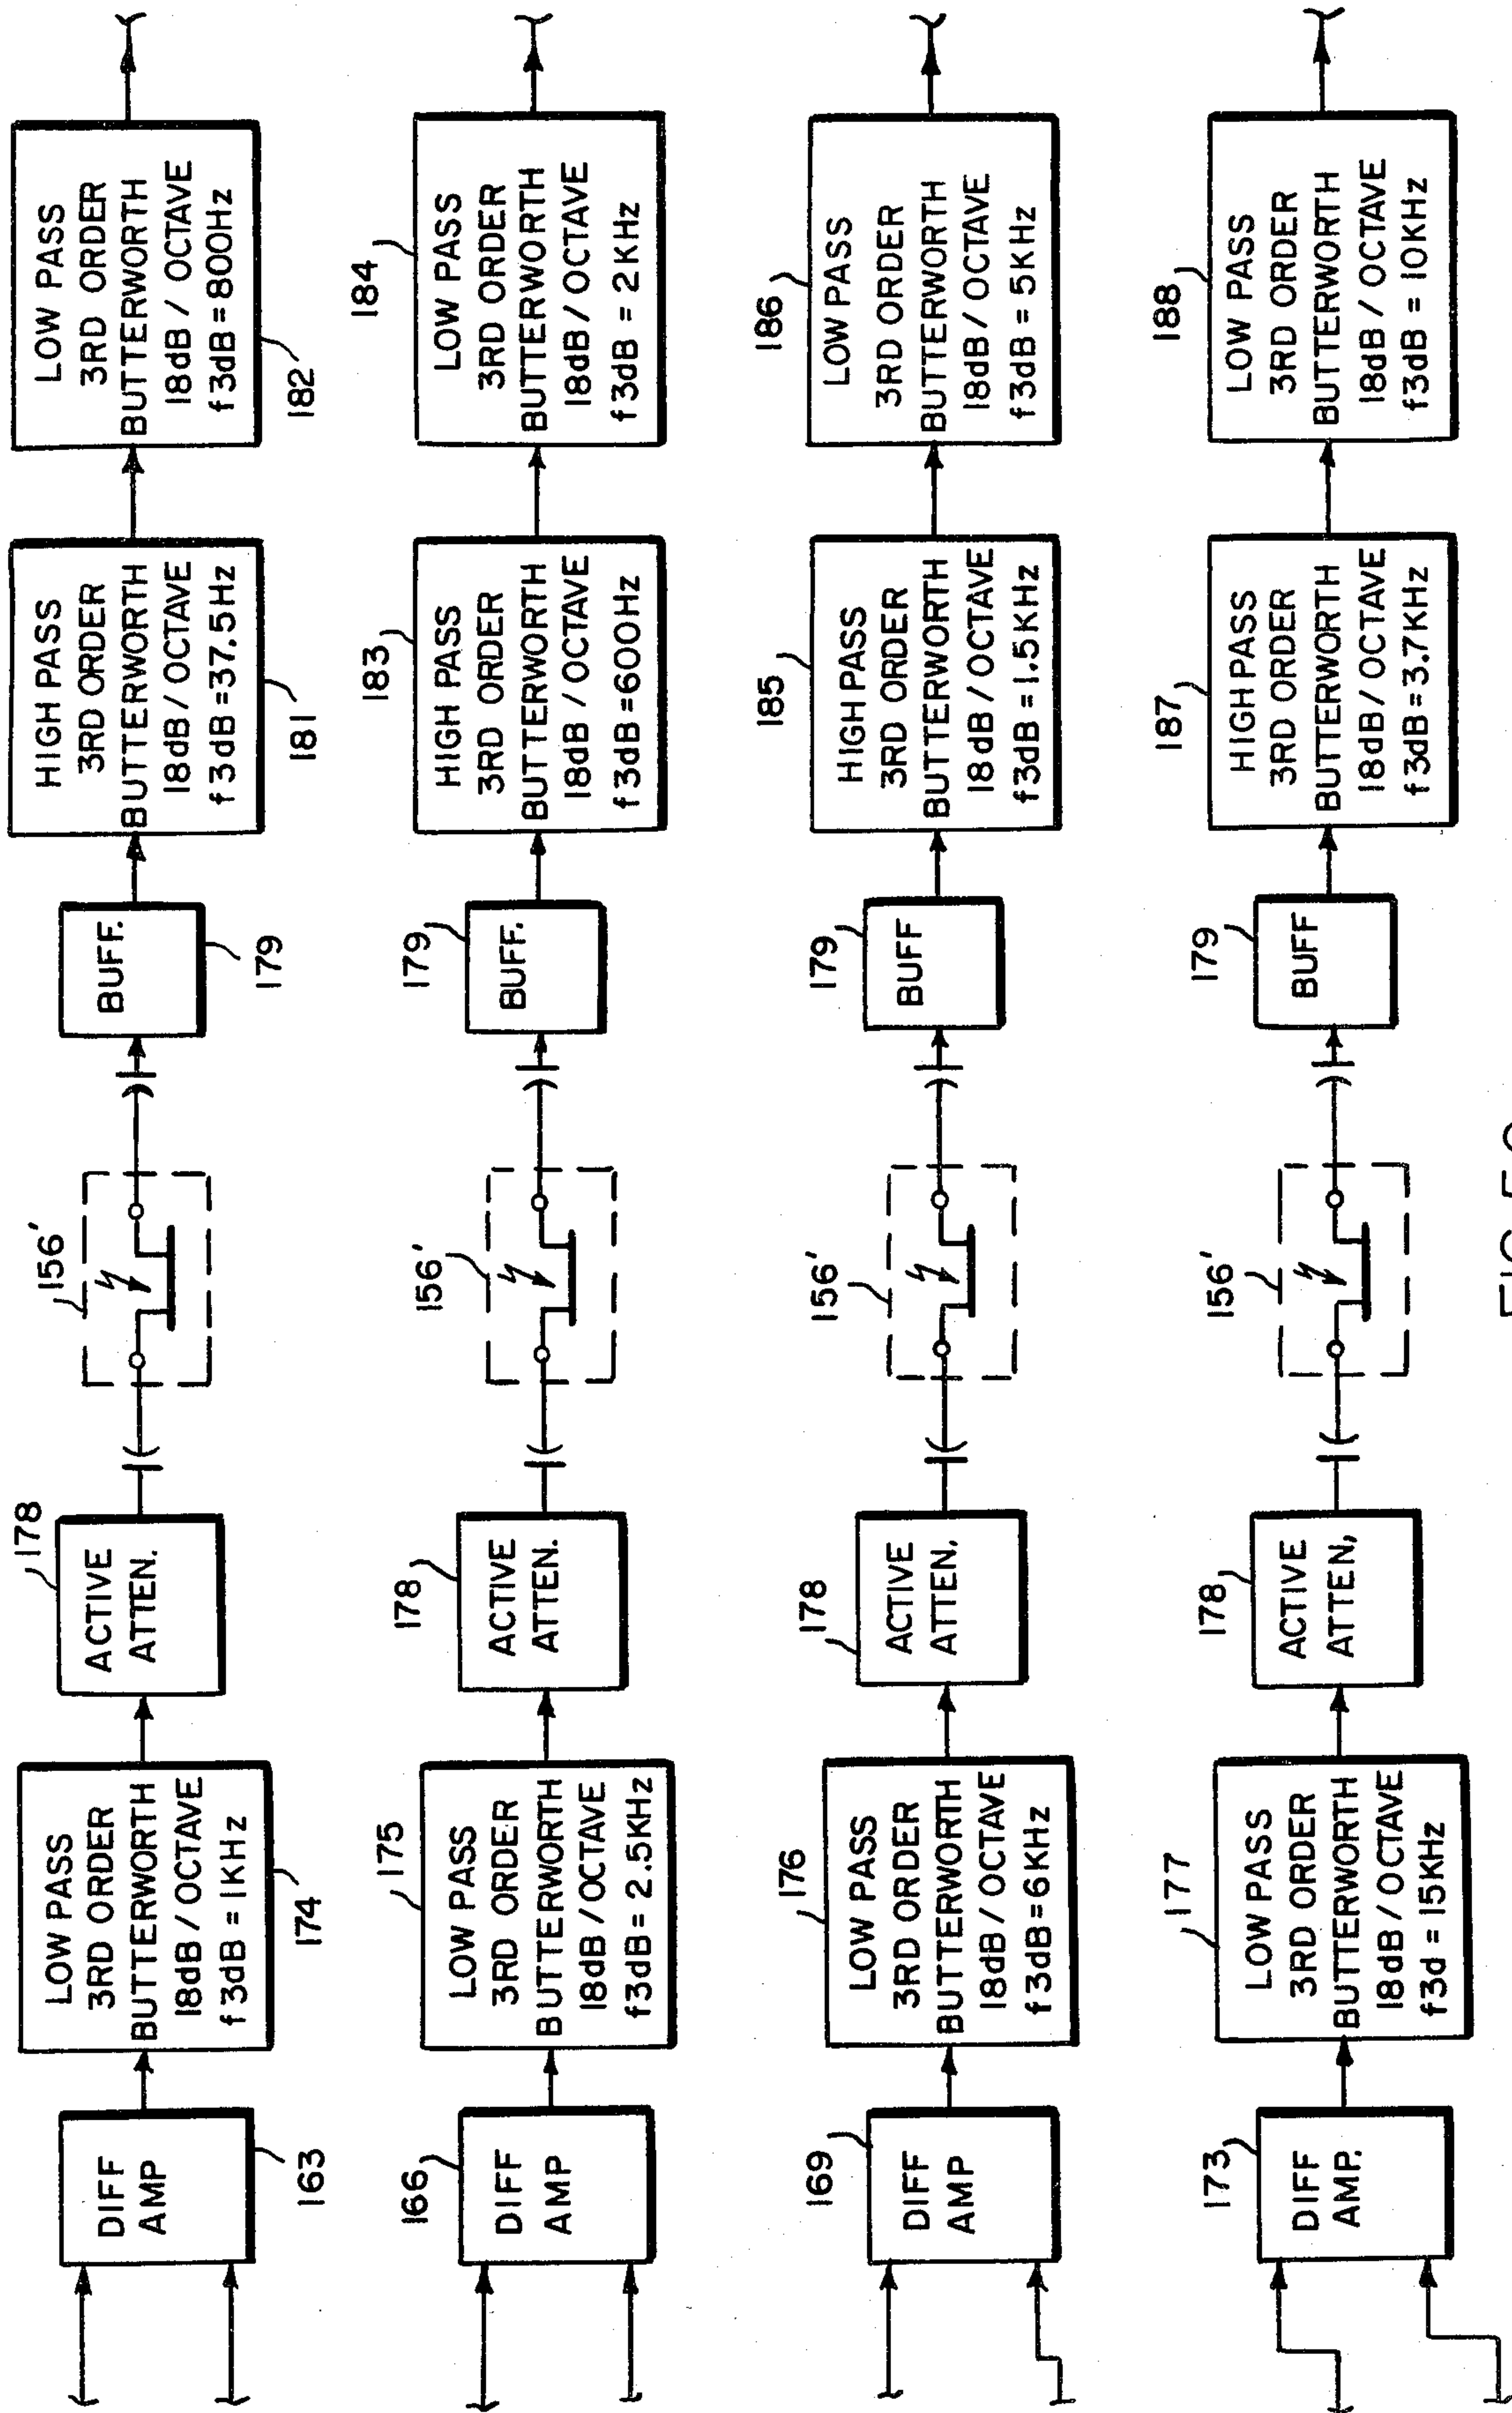 DIFF
AMP
163
LOW PASS
3RD ORDER
BUTTERWORTH
18dB / OCTAVE
f3dB = 1KHz
174
178
ACTIVE
ATTEN.
156'
BUFF.
179
HIGH PASS
3RD ORDER
BUTTERWORTH
18dB / OCTAVE
f3dB = 37.5Hz
181
LOW PASS
3RD ORDER
BUTTERWORTH
18dB / OCTAVE
f3dB = 800Hz
182
166
DIFF
AMP
175
LOW PASS
3RD ORDER
BUTTERWORTH
18dB / OCTAVE
f3dB = 2.5KHz
178
ACTIVE
ATTEN.
156'
179
BUFF.
183
HIGH PASS
3RD ORDER
BUTTERWORTH
18dB / OCTAVE
f3dB = 600Hz
184
LOW PASS
3RD ORDER
BUTTERWORTH
18dB / OCTAVE
f3dB = 2KHz
169
DIFF
AMP
176
LOW PASS
3RD ORDER
BUTTERWORTH
18dB / OCTAVE
f3dB = 6KHz
178
ACTIVE
ATTEN,
156'
179
BUFF
185
HIGH PASS
3RD ORDER
BUTTERWORTH
18dB / OCTAVE
f3dB = 1.5KHz
186
LOW PASS
3RD ORDER
BUTTERWORTH
18dB / OCTAVE
f3dB = 5KHz
173
DIFF
AMP.
177
LOW PASS
3RD ORDER
BUTTERWORTH
18dB / OCTAVE
f3d = 15KHz
178
ACTIVE
ATTEN,
156'
179
BUFF
187
HIGH PASS
3RD ORDER
BUTTERWORTH
18dB / OCTAVE
f3dB = 3.7KHz
188
LOW PASS
3RD ORDER
BUTTERWORTH
18dB / OCTAVE
f3dB = 10KHz